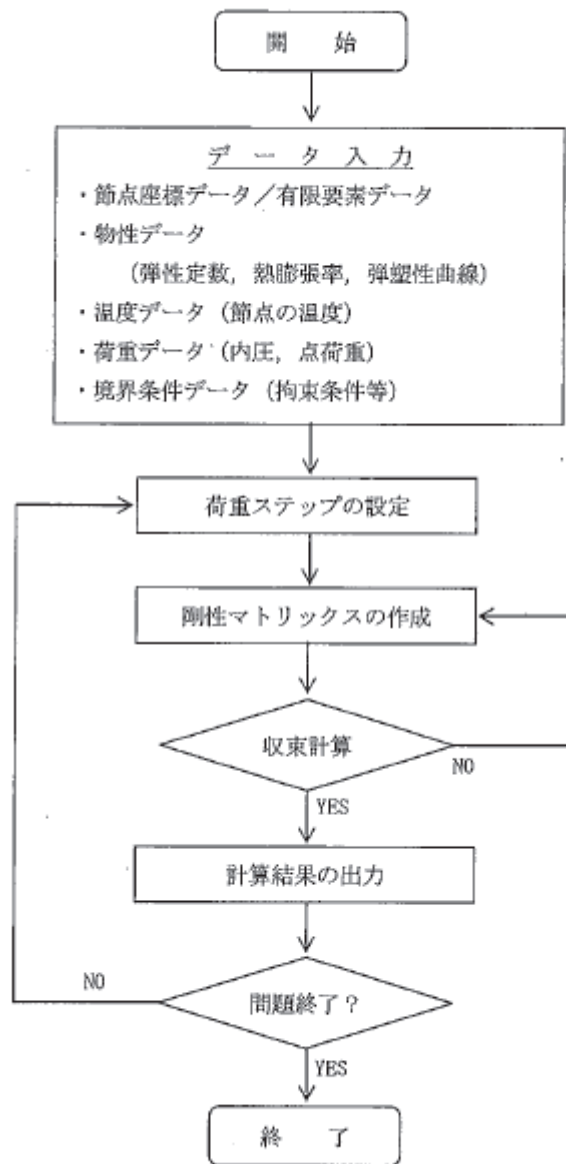 開 始
デ ー タ 入 力
・節点座標データ/有限要素データ
・物性データ
(弾性定数, 熱膨張率, 弾塑性曲線)
・温度データ (節点の温度)
・荷重データ (内圧, 点荷重)
・境界条件データ (拘束条件等)
荷重ステップの設定
剛性マトリックスの作成
収束計算
NO
YES
計算結果の出力
NO
問題終了?
YES
終 了